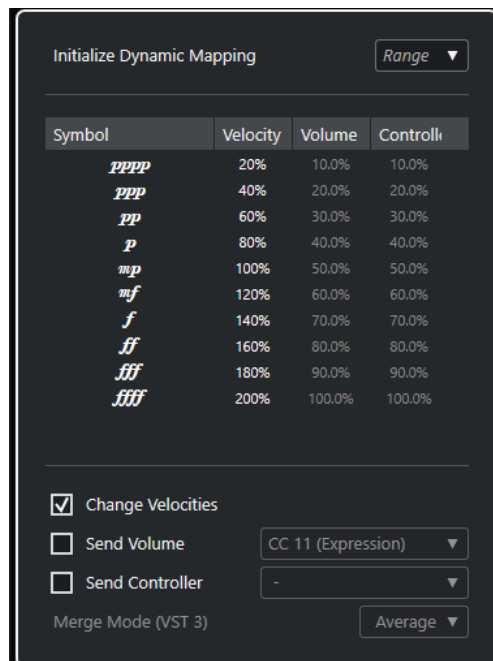 Initialize Dynamic Mapping Range
Symbol Velocity Volume Controlle
pppp 20% 10.0% 10.0%
ppp 40% 20.0% 20.0%
pp 60% 30.0% 30.0%
p 80% 40.0% 40.0%
mp 100% 50.0% 50.0%
mf 120% 60.0% 60.0%
f 140% 70.0% 70.0%
ff 160% 80.0% 80.0%
fff 180% 90.0% 90.0%
ffff 200% 100.0% 100.0%
Change Velocities
Send Volume CC 11 (Expression)
Send Controller -
Merge Mode (VST 3) Average